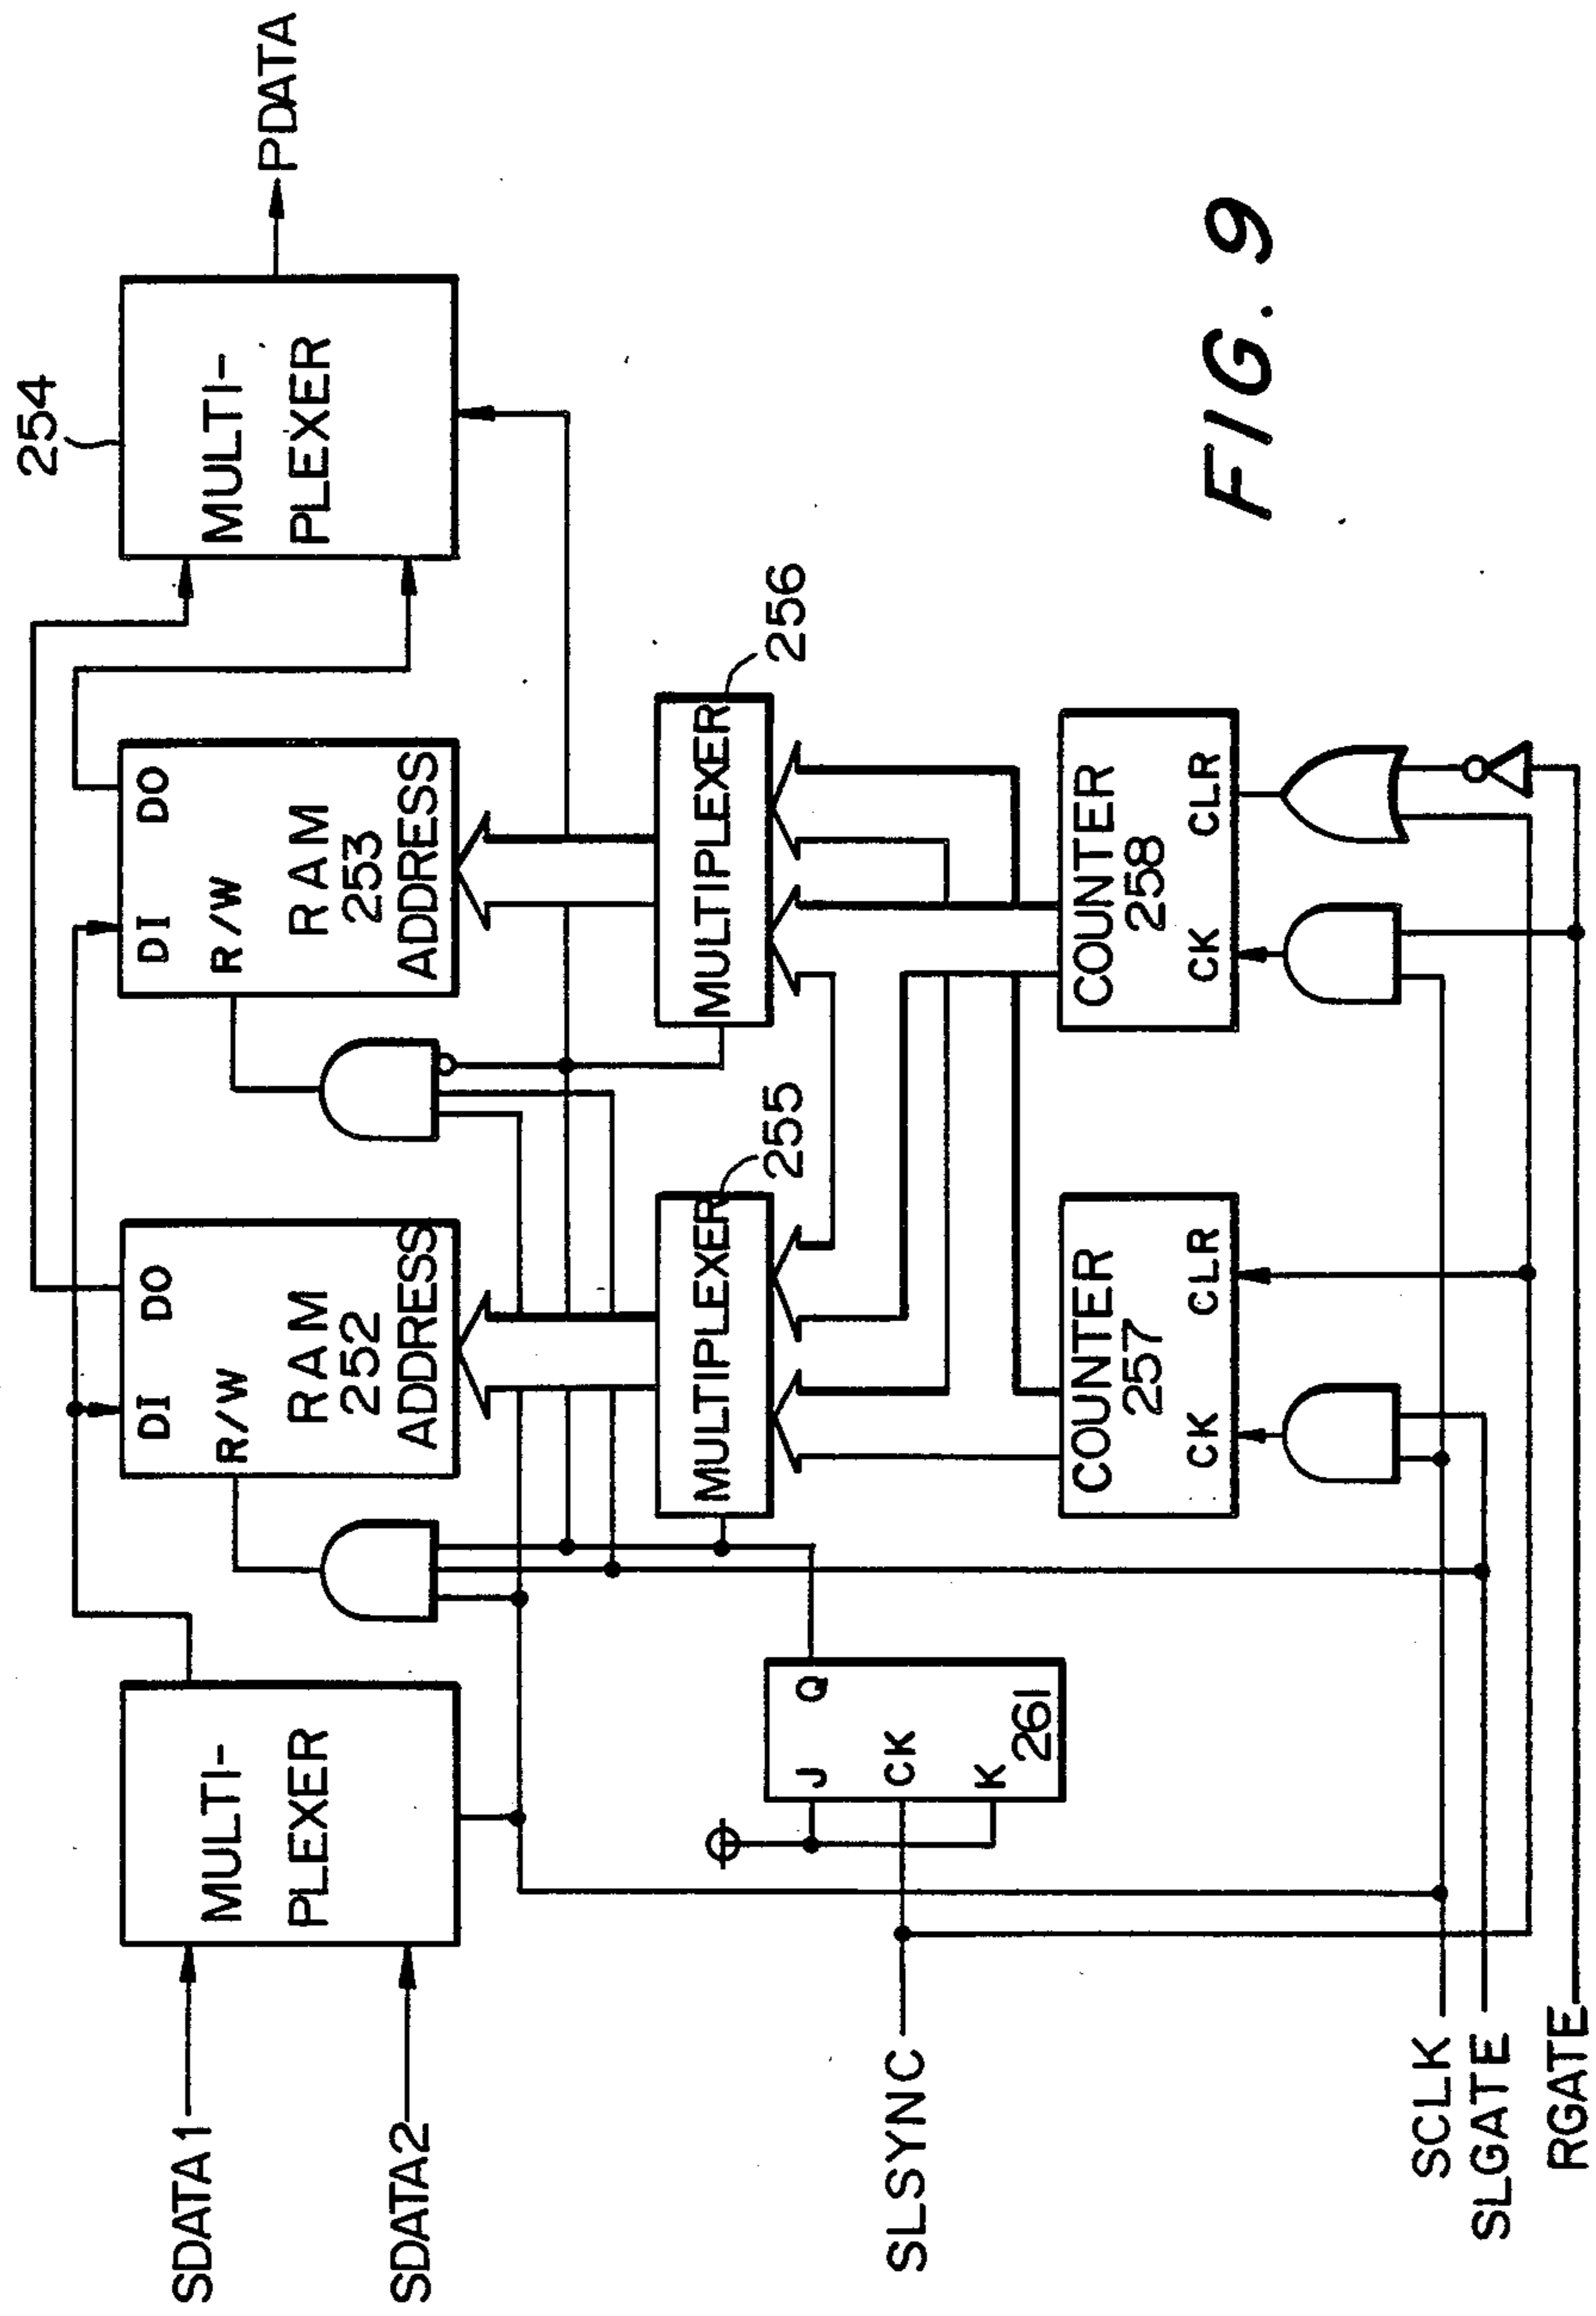 254
MULTI-
PLEXER
PDATA
DI
DO
R/W
RAM
253
ADDRESS
DI
DO
R/W
RAM
252
ADDRESS
MULTI-
PLEXER
SDATA1
SDATA2
MULTIPLEXER
256
MULTIPLEXER
255
J
Q
CK
K
261
SLSYNC
COUNTER
258
CK
CLR
COUNTER
257
CK
CLR
SCLK
SLGATE
RGATE
FIG. 9